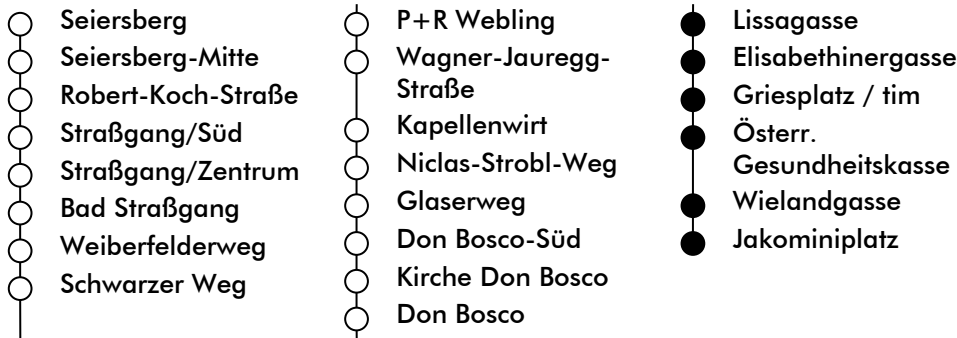 Seiersberg
Seiersberg-Mitte
Robert-Koch-Straße
Straßgang/Süd
Straßgang/Zentrum
Bad Straßgang
Weiberfelderweg
Schwarzer Weg
P+R Webling
Wagner-Jauregg-
Straße
Kapellenwirt
Niclas-Strobl-Weg
Glaserweg
Don Bosco-Süd
Kirche Don Bosco
Don Bosco
Lissagasse
Elisabethinergasse
Griesplatz / tim
Österr.
Gesundheitskasse
Wielandgasse
Jakominiplatz